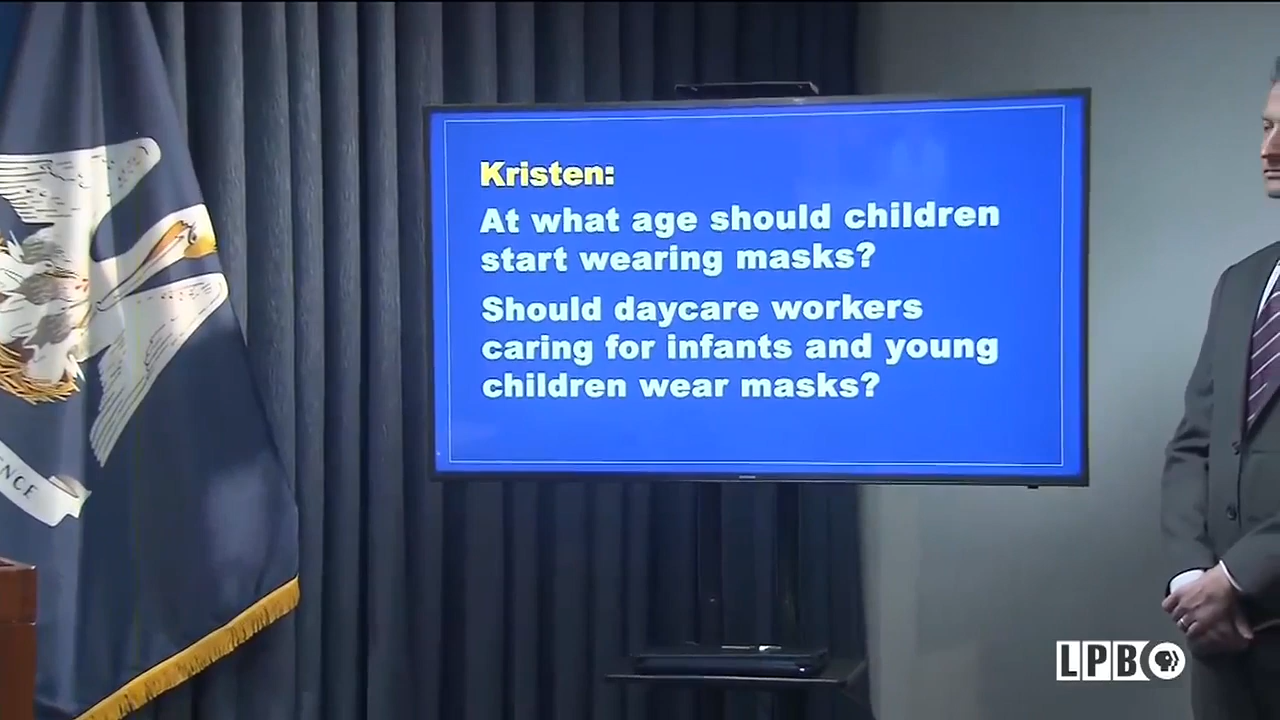 Kristen:
At what age should children
start wearing masks?
Should daycare workers
caring for infants and young
children wear masks?
ENCE
LPB